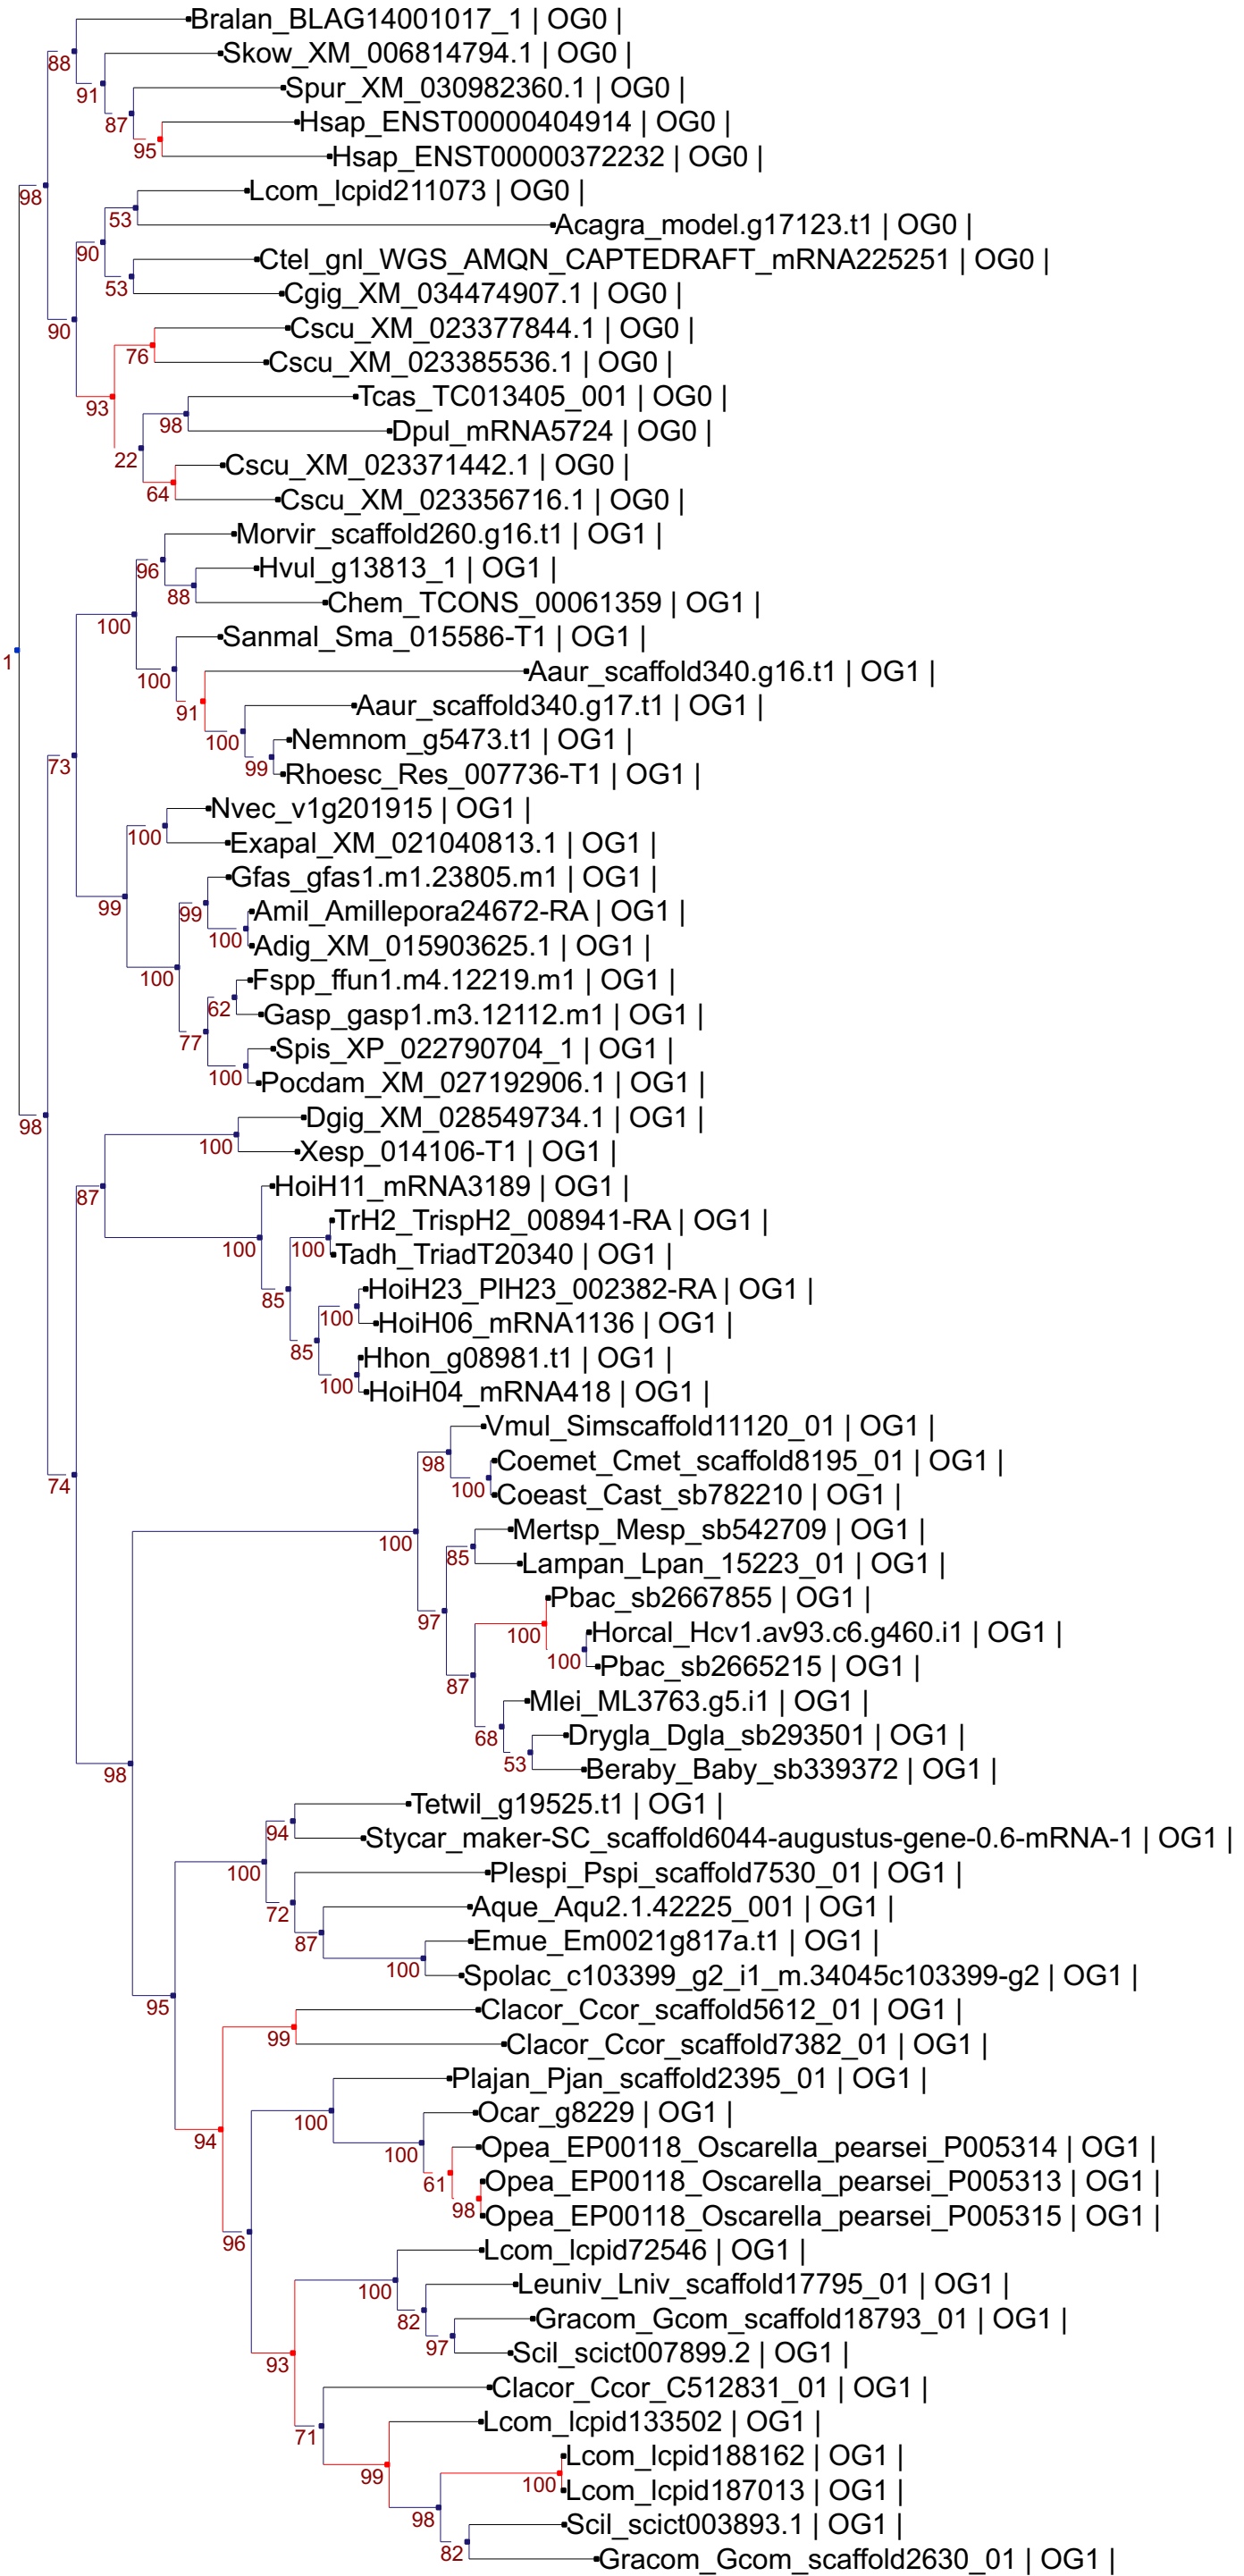 Bralan_BLAG14001017_1 | OG0 |
Skow_XM_006814794.1 | OG0 |
88
91
Spur_XM_030982360.1 | OG0 |
87
Hsap_ENST00000404914 | OG0 |
95
Hsap_ENST00000372232 | OG0 |
98
Lcom_lcpid211073 | OG0 |
53
Acagra_model.g17123.t1 | OG0 |
90
Ctel_gnl_WGS_AMQN_CAPTEDRAFT_mRNA225251 | OG0 |
53
Cgig_XM_034474907.1 | OG0 |
90
Cscu_XM_023377844.1 | OG0 |
76
Cscu_XM_023385536.1 | OG0 |
93
Tcas_TC013405_001 | OG0 |
98
Dpul_mRNA5724 | OG0 |
22
Cscu_XM_023371442.1 | OG0 |
64
Cscu_XM_023356716.1 | OG0 |
Morvir_scaffold260.g16.t1 | OG1 |
96
Hvul_g13813_1 | OG1 |
88
Chem_TCONS_00061359 | OG1 |
100
Sanmal_Sma_015586-T1 | OG1 |
1
100
Aaur_scaffold340.g16.t1 | OG1 |
91
Aaur_scaffold340.g17.t1 | OG1 |
100
Nemnom_g5473.t1 | OG1 |
73
99
Rhoesc_Res_007736-T1 | OG1 |
Nvec_v1g201915 | OG1 |
100
Exapal_XM_021040813.1 | OG1 |
Gfas_gfas1.m1.23805.m1 | OG1 |
99
99
Amil_Amillepora24672-RA | OG1 |
100
Adig_XM_015903625.1 | OG1 |
100
Fspp_ffun1.m4.12219.m1 | OG1 |
62
Gasp_gasp1.m3.12112.m1 | OG1 |
77
Spis_XP_022790704_1 | OG1 |
100
Pocdam_XM_027192906.1 | OG1 |
98
Dgig_XM_028549734.1 | OG1 |
100
Xesp_014106-T1 | OG1 |
87
HoiH11_mRNA3189 | OG1 |
TrH2_TrispH2_008941-RA | OG1 |
100
100
Tadh_TriadT20340 | OG1 |
85
HoiH23_PlH23_002382-RA | OG1 |
100
HoiH06_mRNA1136 | OG1 |
85
Hhon_g08981.t1 | OG1 |
100
HoiH04_mRNA418 | OG1 |
Vmul_Simscaffold11120_01 | OG1 |
98
Coemet_Cmet_scaffold8195_01 | OG1 |
74
100
Coeast_Cast_sb782210 | OG1 |
100
Mertsp_Mesp_sb542709 | OG1 |
85
Lampan_Lpan_15223_01 | OG1 |
Pbac_sb2667855 | OG1 |
97
100
Horcal_Hcv1.av93.c6.g460.i1 | OG1 |
100
Pbac_sb2665215 | OG1 |
87
Mlei_ML3763.g5.i1 | OG1 |
68
Drygla_Dgla_sb293501 | OG1 |
53
Beraby_Baby_sb339372 | OG1 |
98
Tetwil_g19525.t1 | OG1 |
94
Stycar_maker-SC_scaffold6044-augustus-gene-0.6-mRNA-1 | OG1 |
100
Plespi_Pspi_scaffold7530_01 | OG1 |
72
Aque_Aqu2.1.42225_001 | OG1 |
87
Emue_Em0021g817a.t1 | OG1 |
100
Spolac_c103399_g2_i1_m.34045c103399-g2 | OG1 |
95
Clacor_Ccor_scaffold5612_01 | OG1 |
99
Clacor_Ccor_scaffold7382_01 | OG1 |
Plajan_Pjan_scaffold2395_01 | OG1 |
100
Ocar_g8229 | OG1 |
94
100
Opea_EP00118_Oscarella_pearsei_P005314 | OG1 |
61
Opea_EP00118_Oscarella_pearsei_P005313 | OG1 |
98
Opea_EP00118_Oscarella_pearsei_P005315 | OG1 |
96
Lcom_lcpid72546 | OG1 |
100
Leuniv_Lniv_scaffold17795_01 | OG1 |
82
Gracom_Gcom_scaffold18793_01 | OG1 |
97
Scil_scict007899.2 | OG1 |
93
Clacor_Ccor_C512831_01 | OG1 |
71
Lcom_lcpid133502 | OG1 |
99
Lcom_lcpid188162 | OG1 |
100
Lcom_lcpid187013 | OG1 |
98
Scil_scict003893.1 | OG1 |
82
Gracom_Gcom_scaffold2630_01 | OG1 |